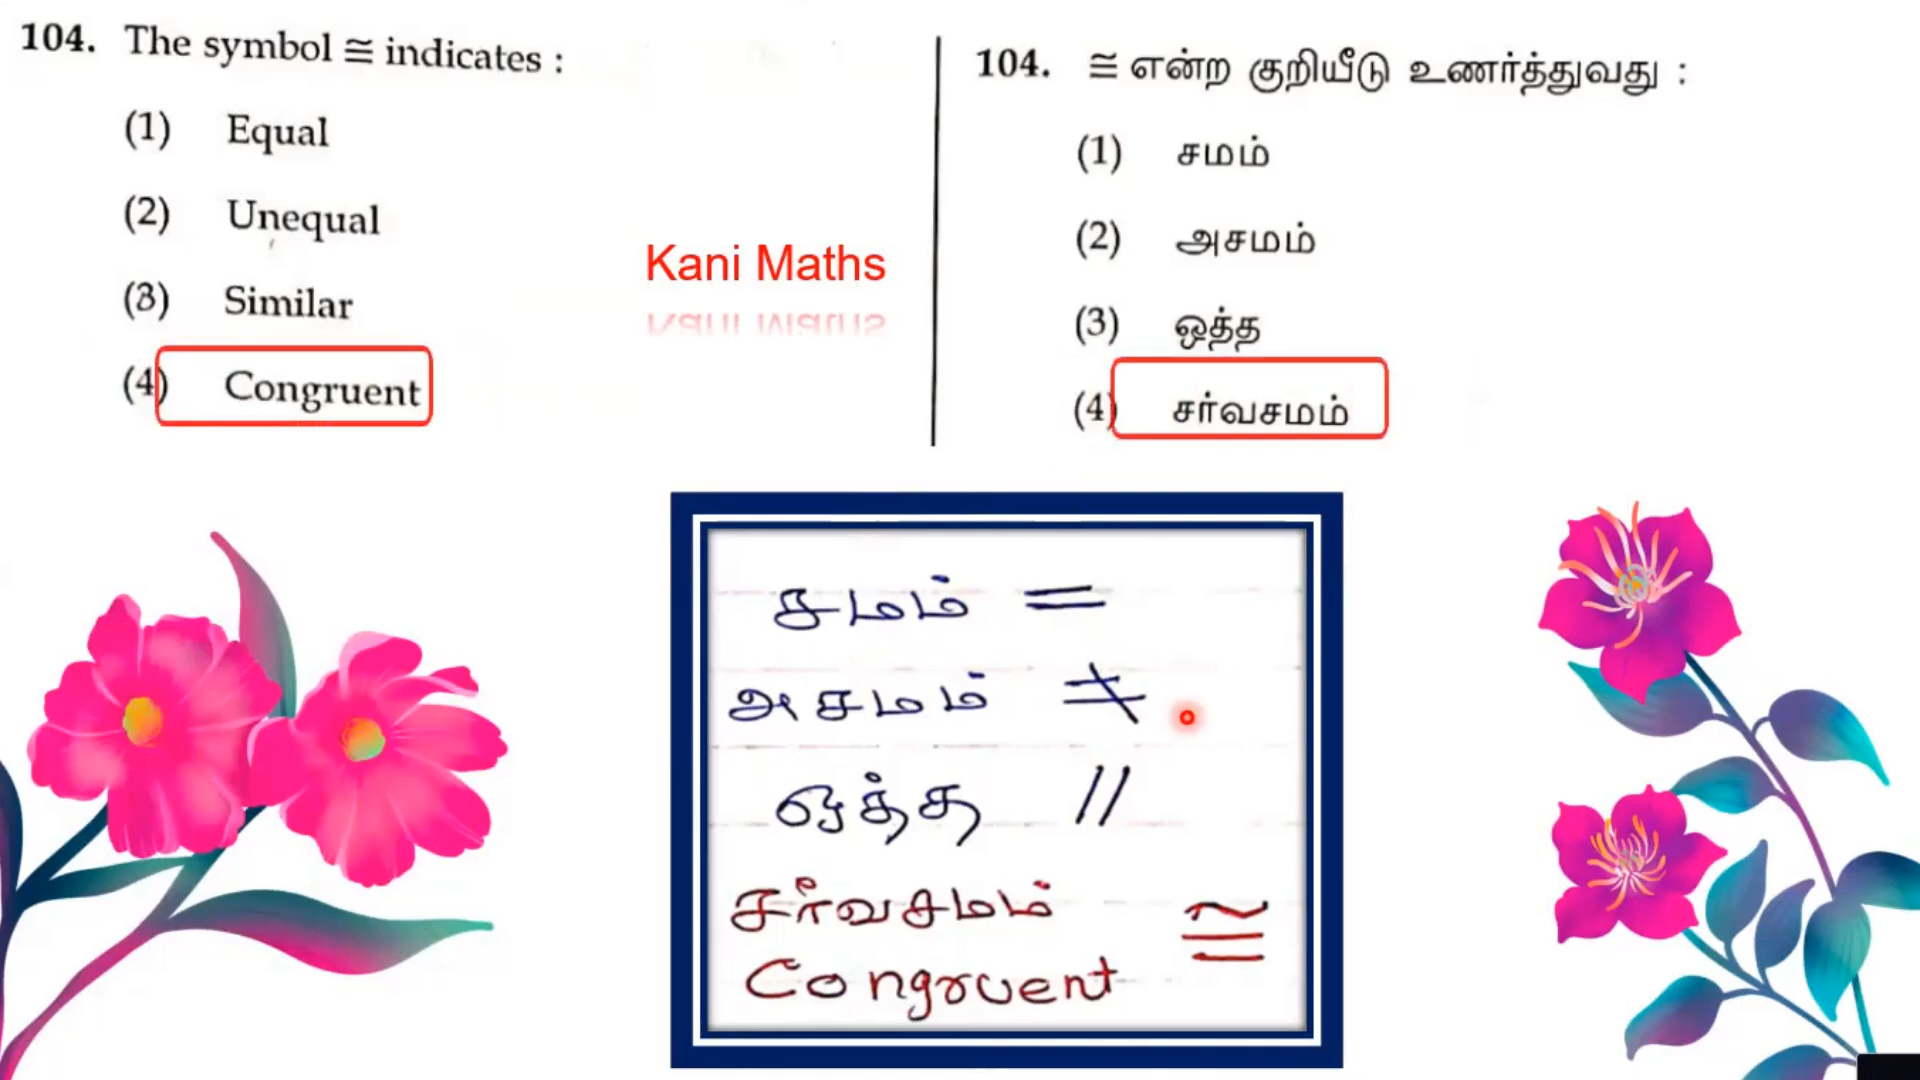 104. The symbol ≅ indicates :
(1) Equal
(2) Unequal
(3) Similar
(4) Congruent
Kani Maths
104. ≅ என்ற குறியீடு உணர்த்துவது :
(1) சமம்
(2) அசமம்
(3) ஒத்த
(4) சர்வசமம்
சமம் =
அசமம் ≠
ஒத்த //
சர்வசமம் ≅
Congruent